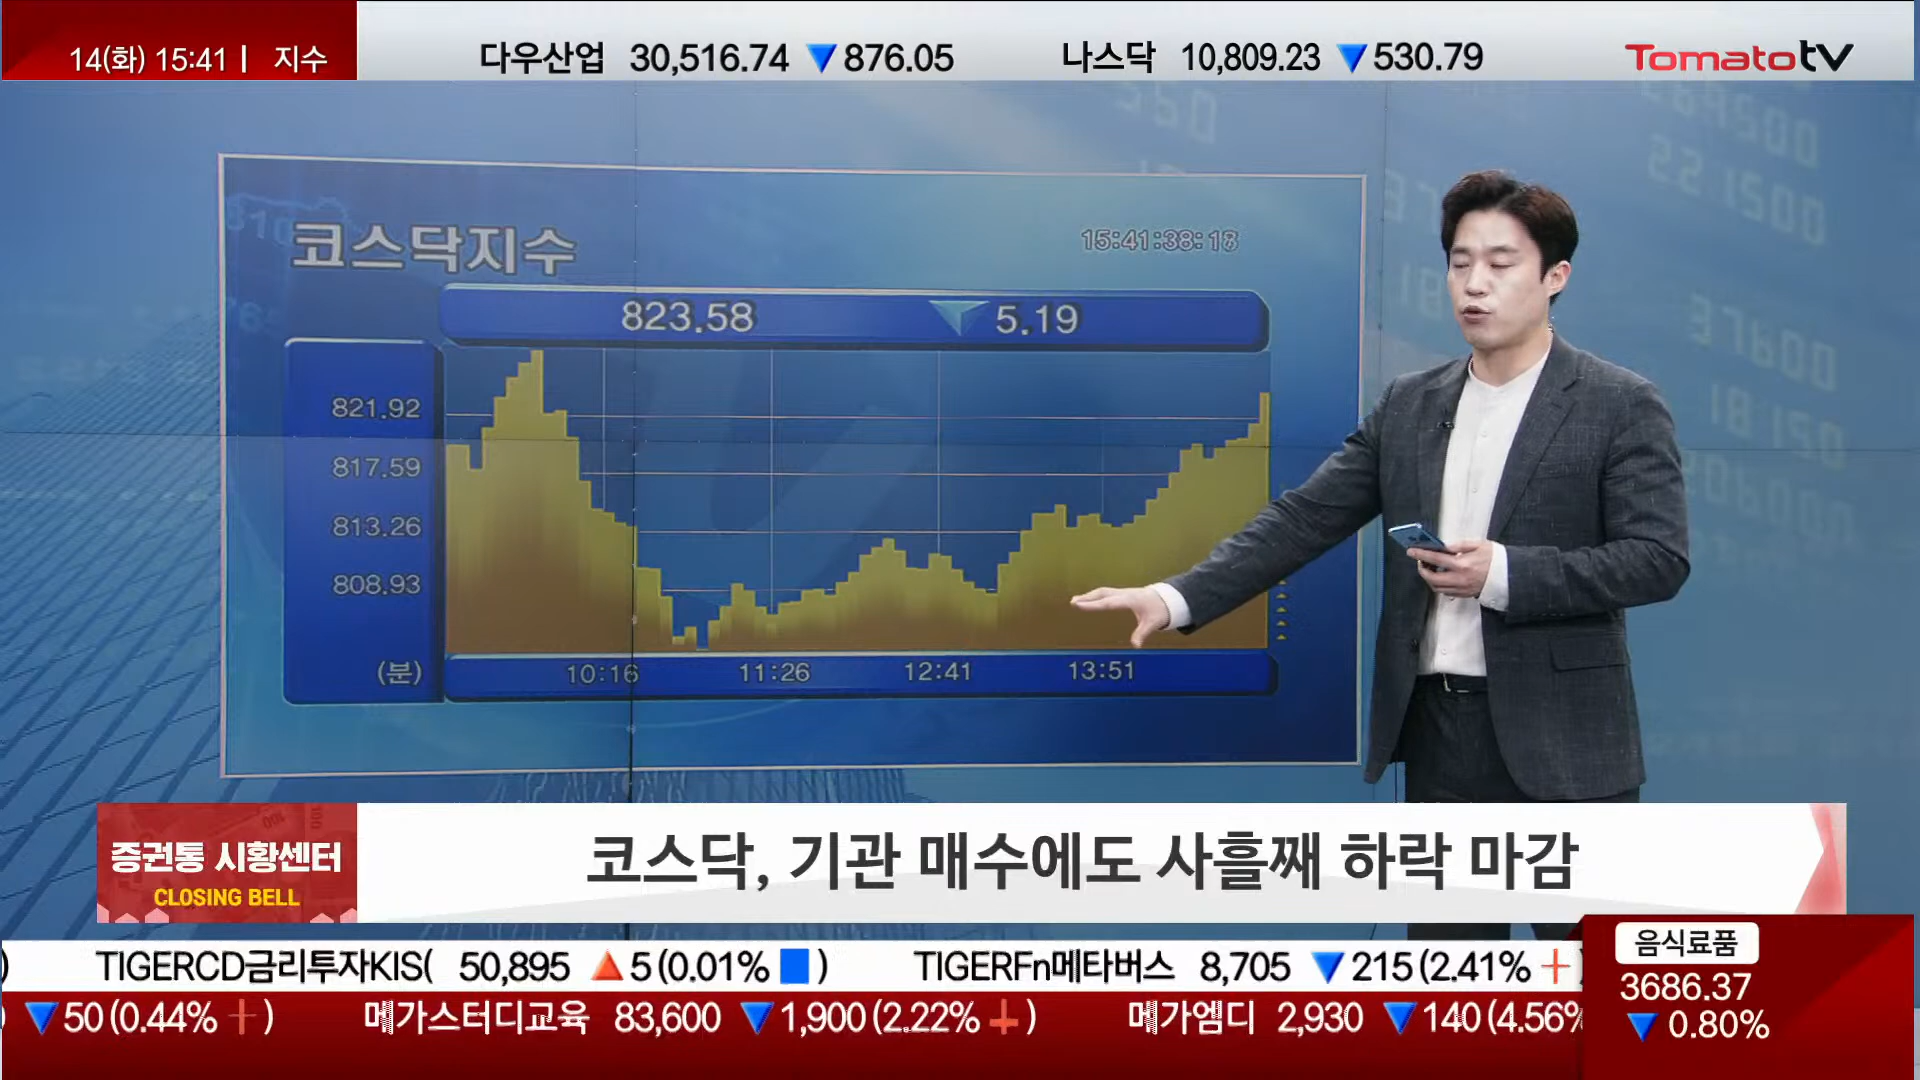 14(화) 15:41 | 지수
다우산업 30,516.74 ▼876.05
나스닥 10,809.23 ▼530.79
Tomatotv
코스닥지수
15:41:38:18
823.58 ▼ 5.19
821.92
817.59
813.26
808.93
(분) 10:16 11:26 12:41 13:51
증권통 시황센터
CLOSING BELL
코스닥, 기관 매수에도 사흘째 하락 마감
) TIGERCD금리투자KIS( 50,895 ▲5(0.01% ■) TIGERFn메타버스 8,705 ▼215(2.41% +)
) ▼50(0.44% +) 메가스터디교육 83,600 ▼1,900(2.22% +) 메가엠디 2,930 ▼140(4.56%
음식료품
3686.37
▼ 0.80%